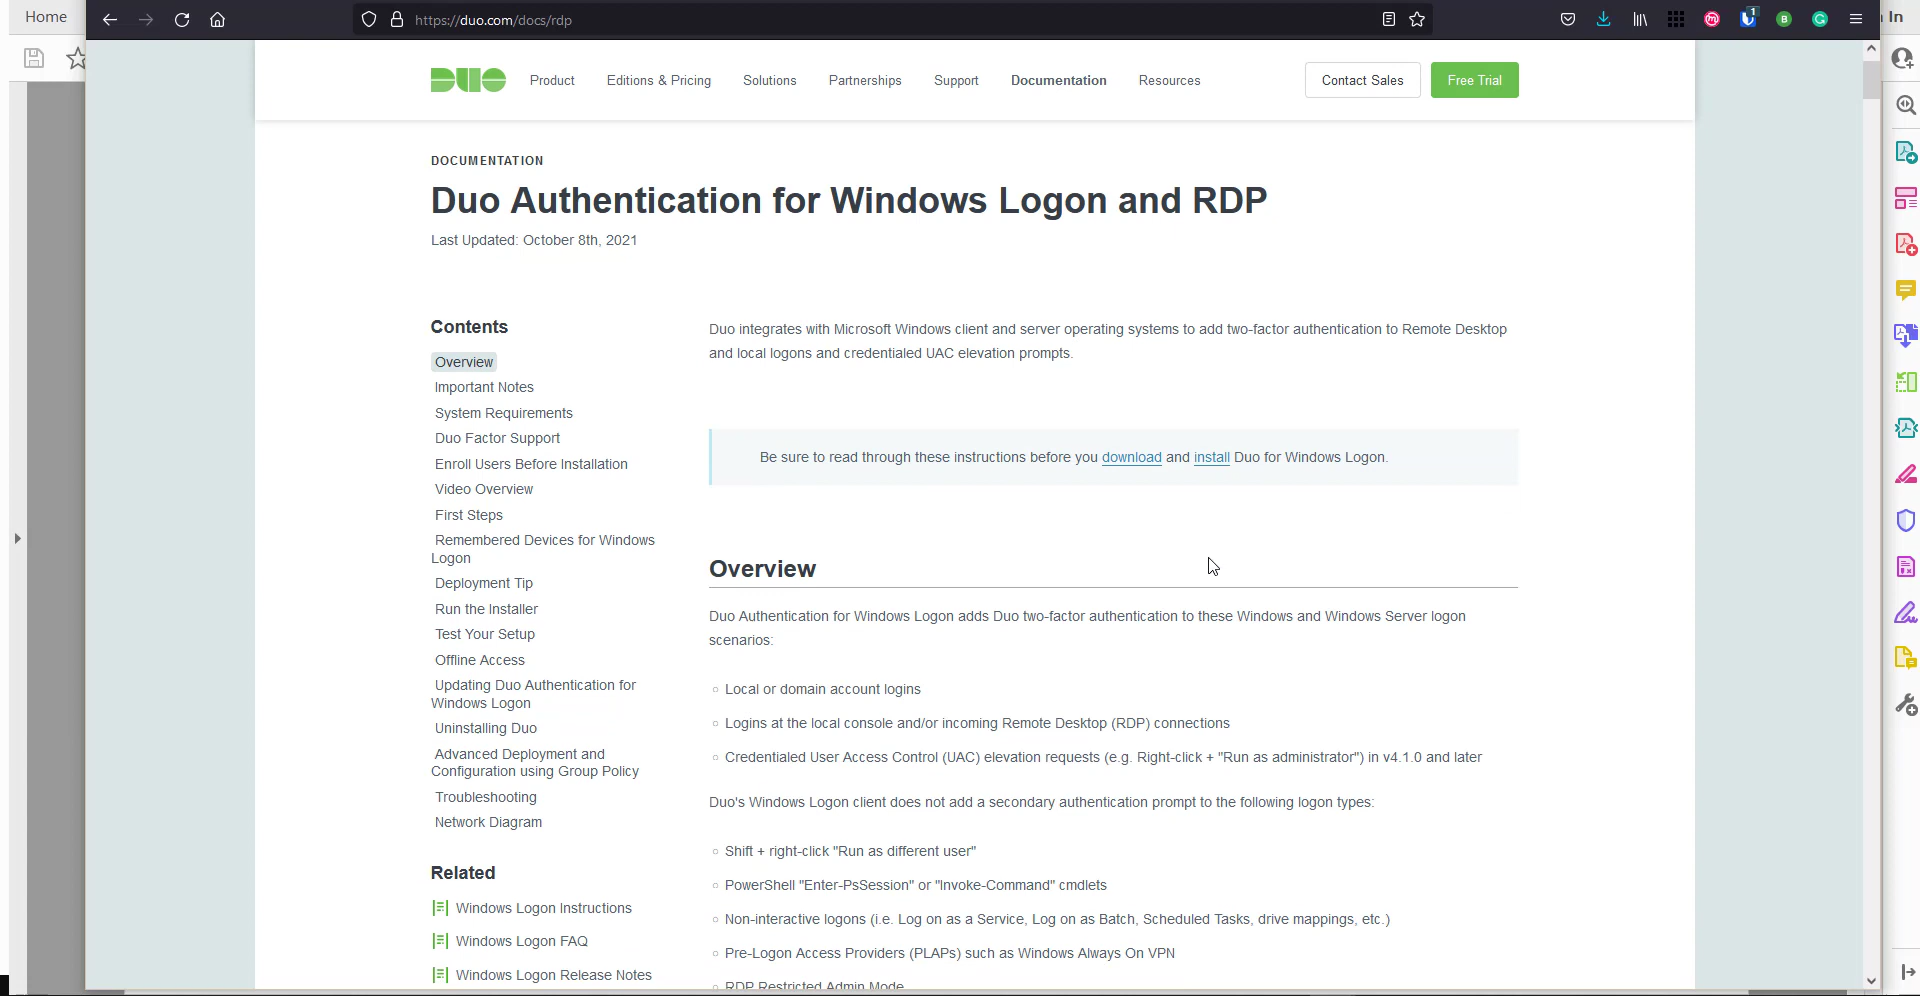 Home
https://duo.com/docs/rdp
1
B
In
DUO
Product
Editions & Pricing
Solutions
Partnerships
Support
Documentation
Resources
Contact Sales
Free Trial
DOCUMENTATION
Duo Authentication for Windows Logon and RDP
Last Updated: October 8th, 2021
Contents
Overview
Important Notes
System Requirements
Duo Factor Support
Enroll Users Before Installation
Video Overview
First Steps
Remembered Devices for Windows
Logon
Deployment Tip
Run the Installer
Test Your Setup
Offline Access
Updating Duo Authentication for
Windows Logon
Uninstalling Duo
Advanced Deployment and
Configuration using Group Policy
Troubleshooting
Network Diagram
Related
Windows Logon Instructions
Windows Logon FAQ
Windows Logon Release Notes
Duo integrates with Microsoft Windows client and server operating systems to add two-factor authentication to Remote Desktop
and local logons and credentialed UAC elevation prompts.
Be sure to read through these instructions before you download and install Duo for Windows Logon.
Overview
Duo Authentication for Windows Logon adds Duo two-factor authentication to these Windows and Windows Server logon
scenarios:
Local or domain account logins
Logins at the local console and/or incoming Remote Desktop (RDP) connections
Credentialed User Access Control (UAC) elevation requests (e.g. Right-click + "Run as administrator") in v4.1.0 and later
Duo's Windows Logon client does not add a secondary authentication prompt to the following logon types:
Shift + right-click "Run as different user"
PowerShell "Enter-PsSession" or "Invoke-Command" cmdlets
Non-interactive logons (i.e. Log on as a Service, Log on as Batch, Scheduled Tasks, drive mappings, etc.)
Pre-Logon Access Providers (PLAPs) such as Windows Always On VPN
RDP Restricted Admin Mode